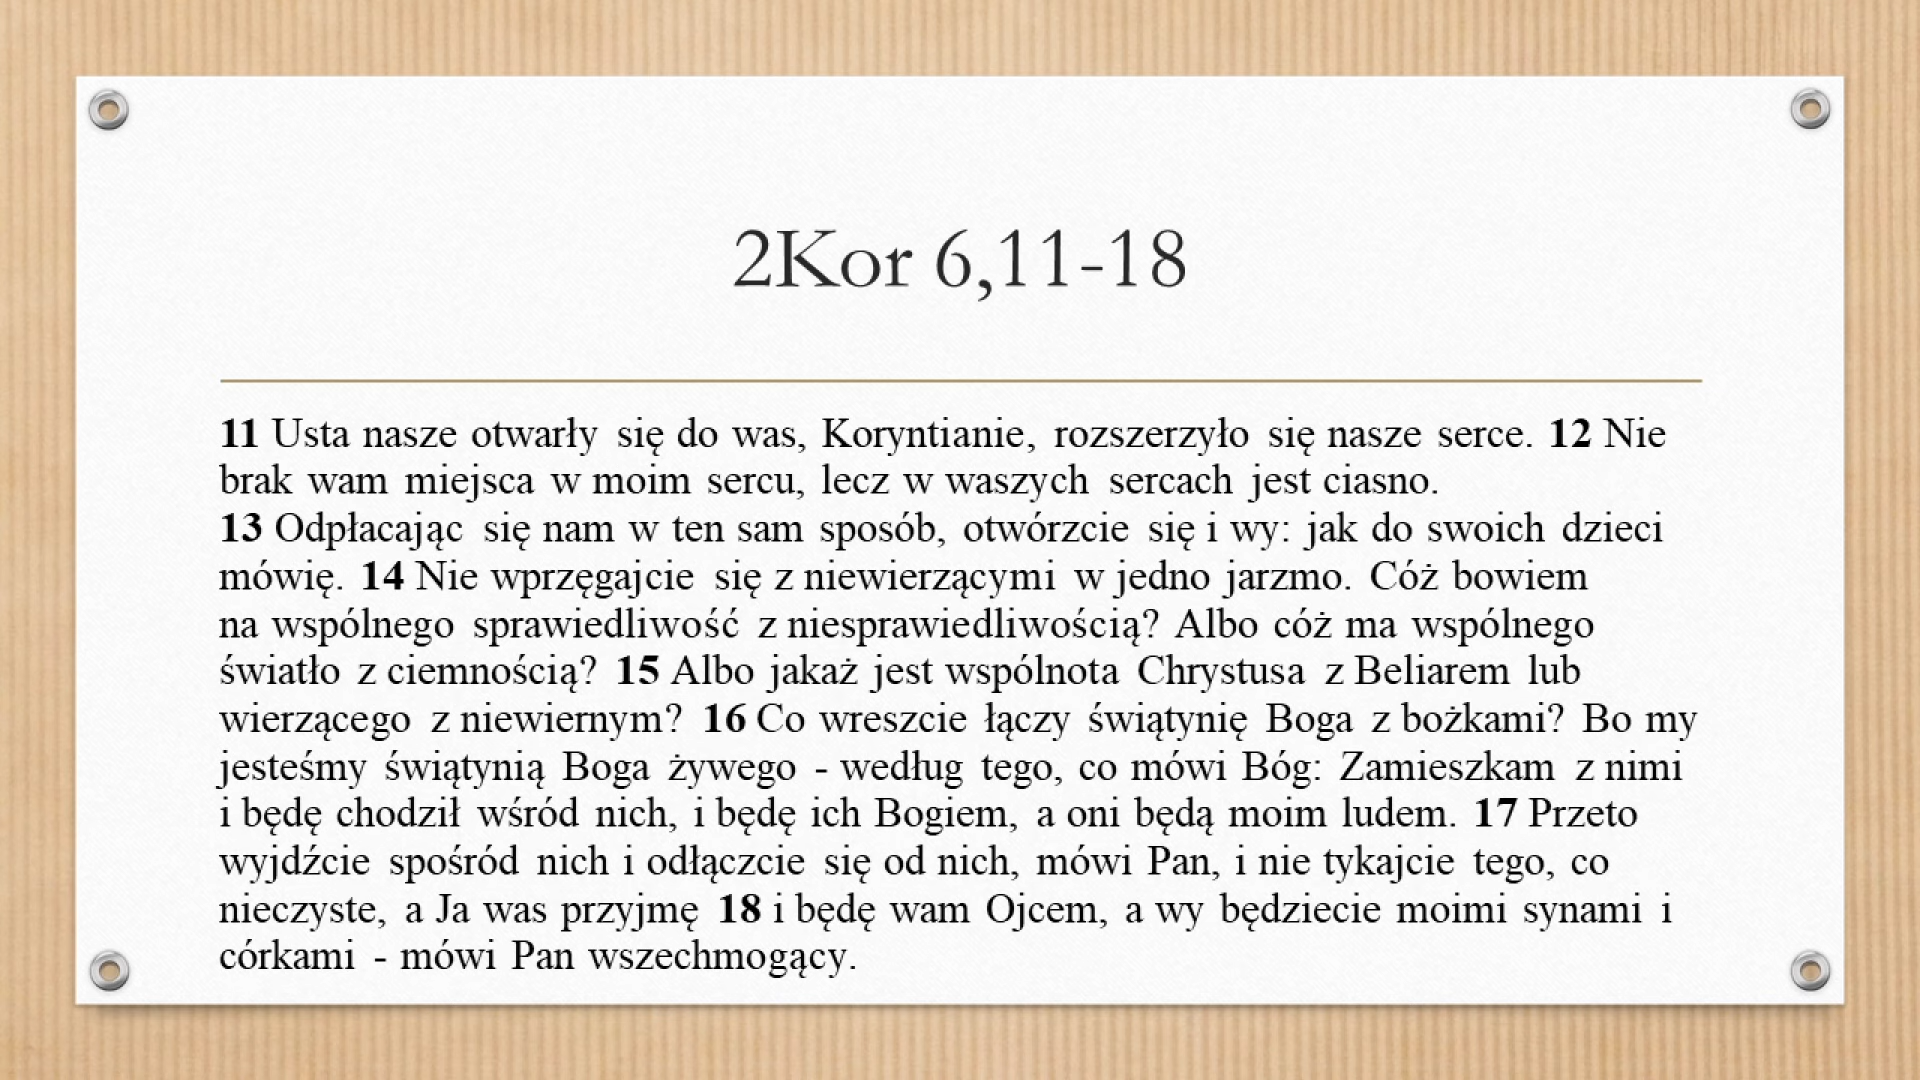 2Kor 6,11-18
11 Usta nasze otwarły się do was, Koryntianie, rozszerzyło się nasze serce. 12 Nie
brak wam miejsca w moim sercu, lecz w waszych sercach jest ciasno.
13 Odpłacając się nam w ten sam sposób, otwórzcie się i wy: jak do swoich dzieci
mówię. 14 Nie wprzęgajcie się z niewierzącymi w jedno jarzmo. Cóż bowiem
na wspólnego sprawiedliwość z niesprawiedliwością? Albo cóż ma wspólnego
światło z ciemnością? 15 Albo jakaż jest wspólnota Chrystusa z Beliarem lub
wierzącego z niewiernym? 16 Co wreszcie łączy świątynię Boga z bożkami? Bo my
jesteśmy świątynią Boga żywego - według tego, co mówi Bóg: Zamieszkam z nimi
i będę chodził wśród nich, i będę ich Bogiem, a oni będą moim ludem. 17 Przeto
wyjdźcie spośród nich i odłączcie się od nich, mówi Pan, i nie tykajcie tego, co
nieczyste, a Ja was przyjmę 18 i będę wam Ojcem, a wy będziecie moimi synami i
córkami - mówi Pan wszechmogący.